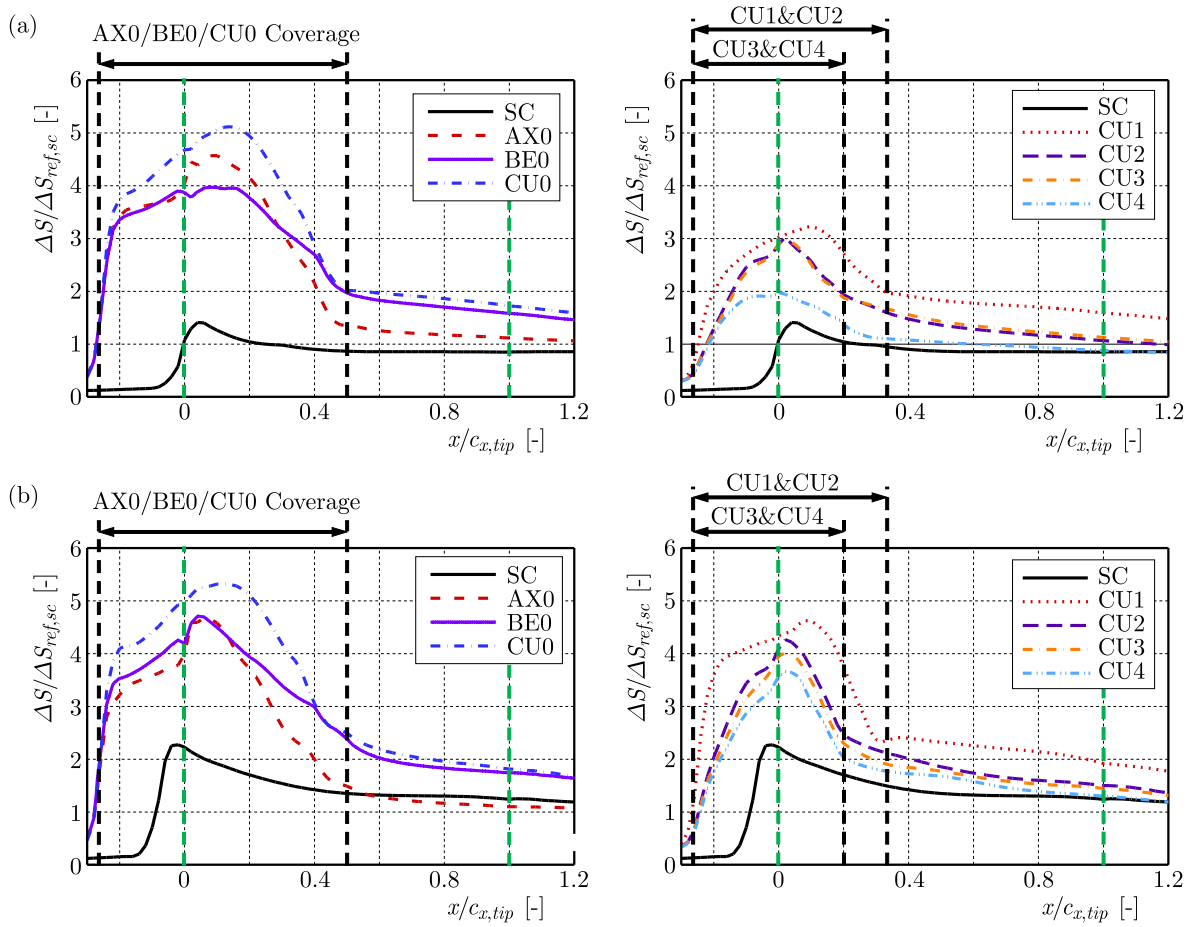 (a)
AX0/BE0/CU0 Coverage
ΔS/ΔS_ref,sc [-]
6
5
4
3
2
1
0
SC
AX0
BE0
CU0
0
0.4
0.8
1.2
x/c_x,tip [-]
CU1&CU2
CU3&CU4
ΔS/ΔS_ref,sc [-]
6
5
4
3
2
1
0
SC
CU1
CU2
CU3
CU4
0
0.4
0.8
1.2
x/c_x,tip [-]
(b)
AX0/BE0/CU0 Coverage
ΔS/ΔS_ref,sc [-]
6
5
4
3
2
1
0
SC
AX0
BE0
CU0
0
0.4
0.8
1.2
x/c_x,tip [-]
CU1&CU2
CU3&CU4
ΔS/ΔS_ref,sc [-]
6
5
4
3
2
1
0
SC
CU1
CU2
CU3
CU4
0
0.4
0.8
1.2
x/c_x,tip [-]